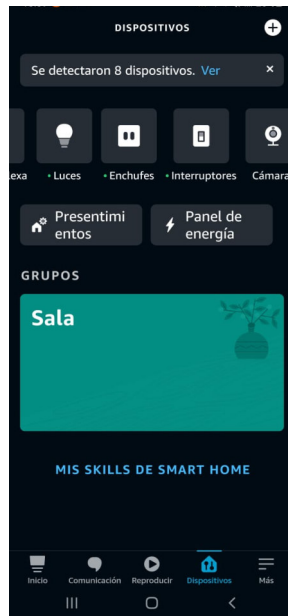 DISPOSITIVOS
Se detectaron 8 dispositivos. Ver
exa
Luces
Enchufes
Interruptores
Cámara
Presentimi
entos
Panel de
energía
GRUPOS
Sala
MIS SKILLS DE SMART HOME
Inicio
Comunicación
Reproducir
Dispositivos
Más